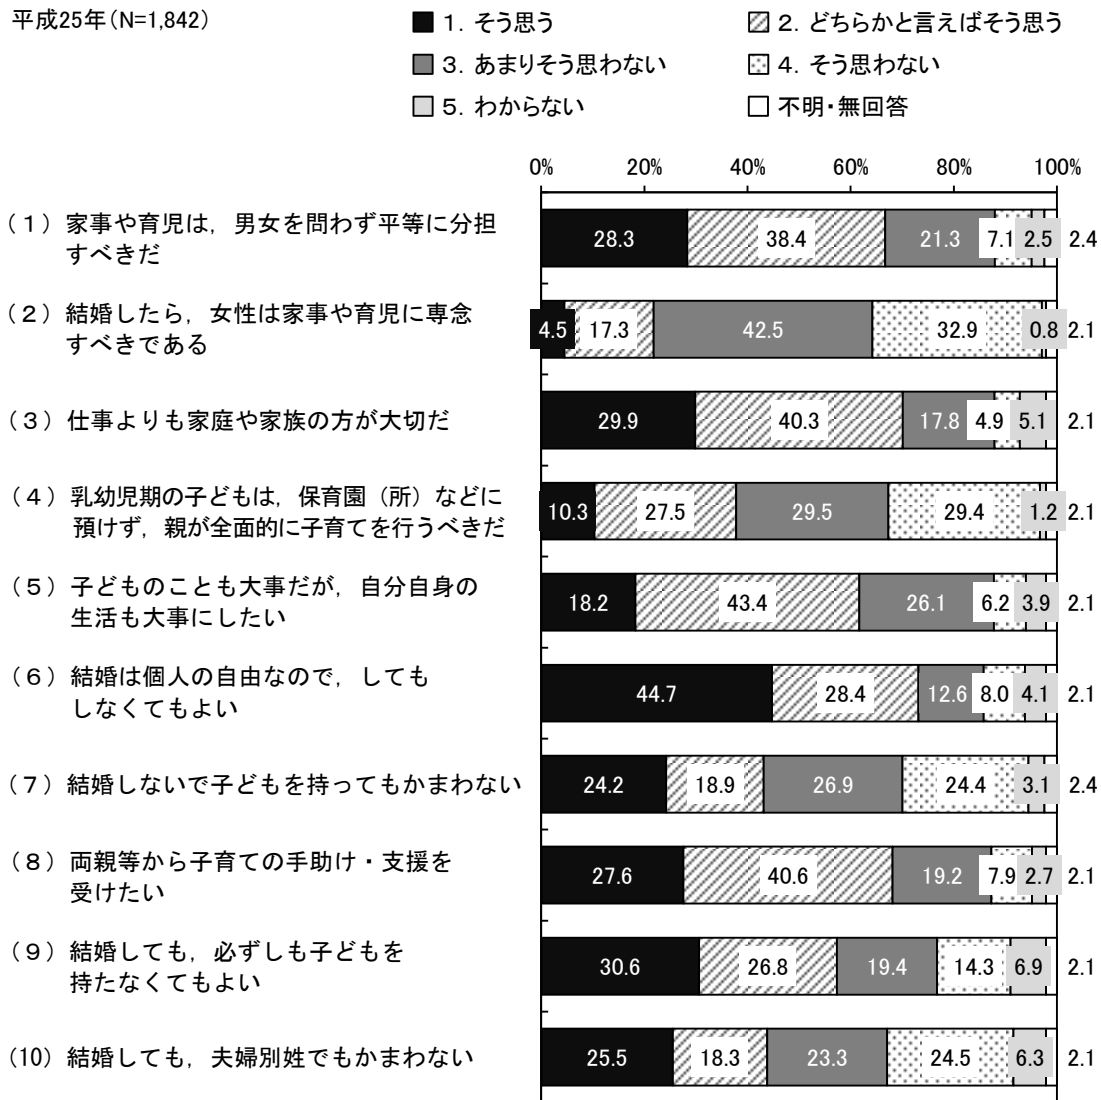 平成25年(N=1,842)
1. そう思う
2. どちらかと言えばそう思う
3. あまりそう思わない
4. そう思わない
5. わからない
不明・無回答
0% 20% 40% 60% 80% 100%
(1) 家事や育児は, 男女を問わず平等に分担
すべきだ
28.3 38.4 21.3 7.1 2.5 2.4
(2) 結婚したら, 女性は家事や育児に専念
すべきである
4.5 17.3 42.5 32.9 0.8 2.1
(3) 仕事よりも家庭や家族の方が大切だ
29.9 40.3 17.8 4.9 5.1 2.1
(4) 乳幼児期の子どもは, 保育園(所)などに
預けず, 親が全面的に子育てを行うべきだ
10.3 27.5 29.5 29.4 1.2 2.1
(5) 子どものことも大事だが, 自分自身の
生活も大事にしたい
18.2 43.4 26.1 6.2 3.9 2.1
(6) 結婚は個人の自由なので, しても
しなくてもよい
44.7 28.4 12.6 8.0 4.1 2.1
(7) 結婚しないで子どもを持ってもかまわない
24.2 18.9 26.9 24.4 3.1 2.4
(8) 両親等から子育ての手助け・支援を
受けたい
27.6 40.6 19.2 7.9 2.7 2.1
(9) 結婚しても, 必ずしも子どもを
持たなくてもよい
30.6 26.8 19.4 14.3 6.9 2.1
(10) 結婚しても, 夫婦別姓でもかまわない
25.5 18.3 23.3 24.5 6.3 2.1